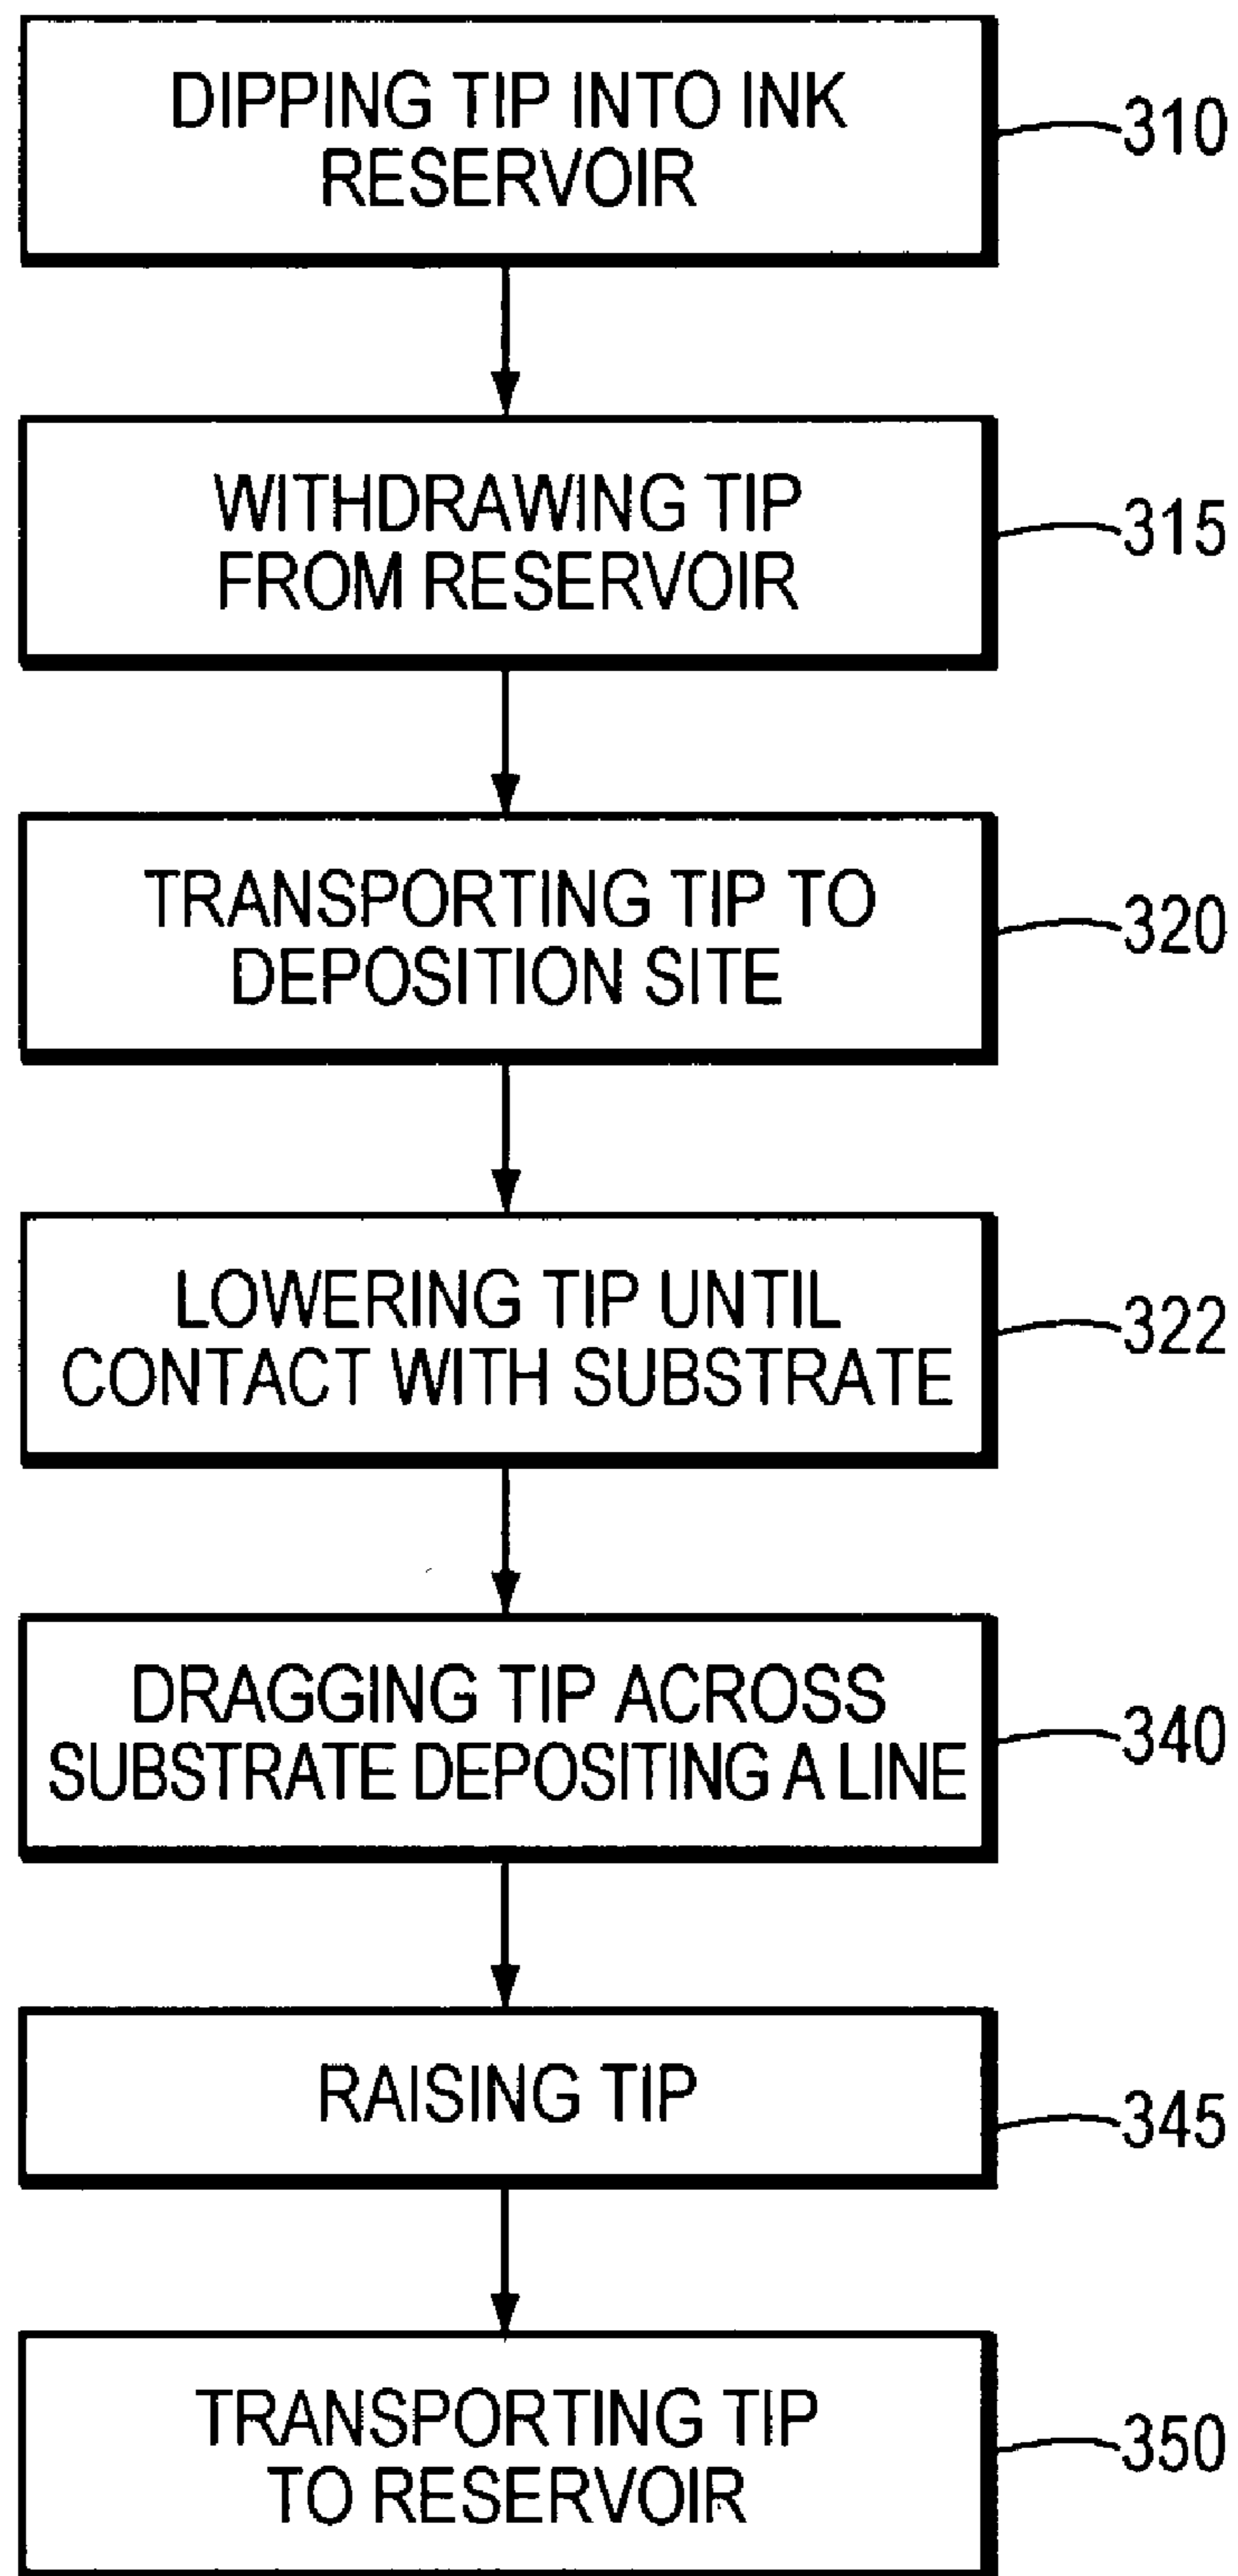 DIPPING TIP INTO INK
RESERVOIR
310
WITHDRAWING TIP
FROM RESERVOIR
315
TRANSPORTING TIP TO
DEPOSITION SITE
320
LOWERING TIP UNTIL
CONTACT WITH SUBSTRATE
322
DRAGGING TIP ACROSS
SUBSTRATE DEPOSITING A LINE
340
RAISING TIP
345
TRANSPORTING TIP
TO RESERVOIR
350